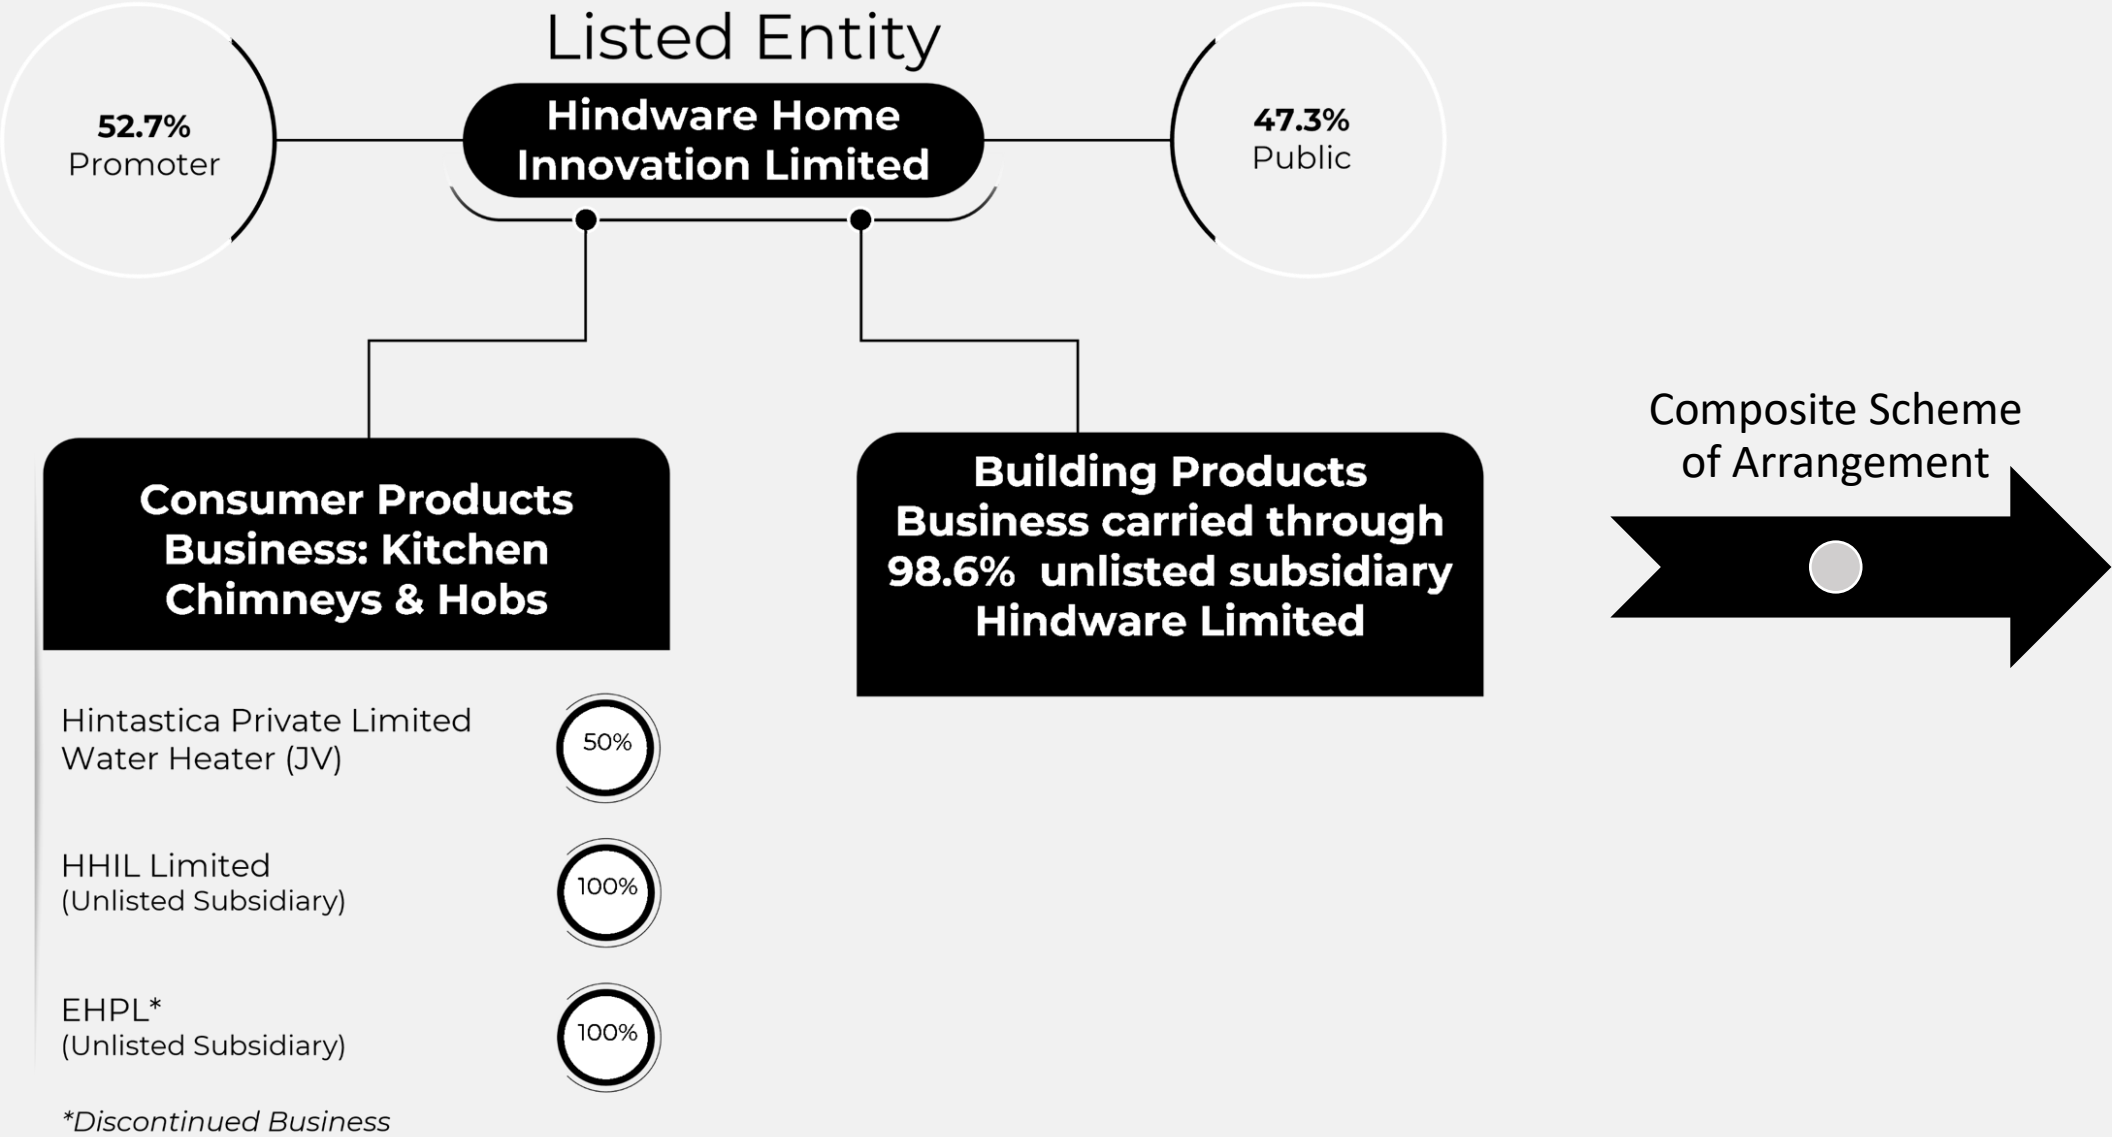 Listed Entity
Hindware Home
Innovation Limited
52.7%
Promoter
47.3%
Public
Consumer Products
Business: Kitchen
Chimneys & Hobs
Building Products
Business carried through
98.6% unlisted subsidiary
Hindware Limited
Composite Scheme
of Arrangement
Hintastica Private Limited
Water Heater (JV)
50%
HHIL Limited
(Unlisted Subsidiary)
100%
EHPL*
(Unlisted Subsidiary)
100%
*Discontinued Business